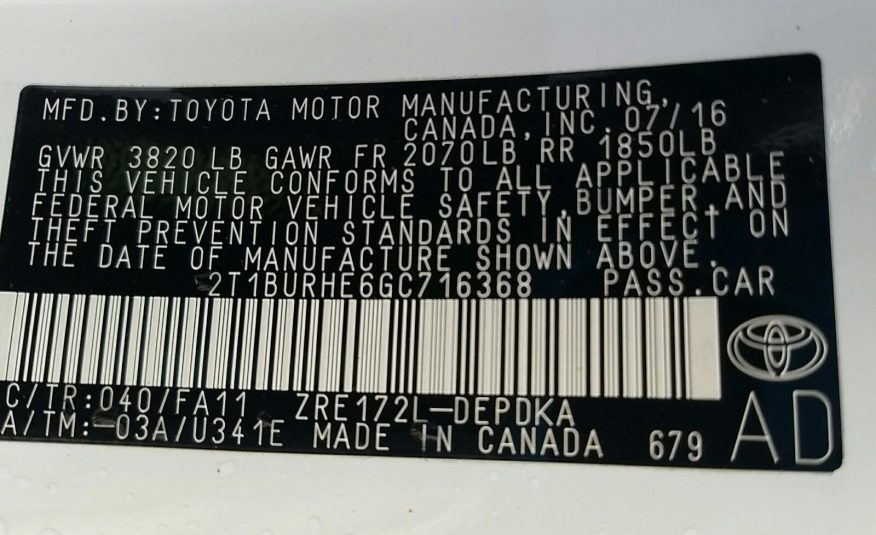 MFD.BY:TOYOTA MOTOR MANUFACTURING,
CANADA,INC. 07/16
GVWR 3820 LB GAWR FR 2070LB RR 1850LB
THIS VEHICLE CONFORMS TO ALL APPLICABLE
FEDERAL MOTOR VEHICLE SAFETY,BUMPER,AND
THEFT PREVENTION STANDARDS IN EFFECT ON
THE DATE OF MANUFACTURE SHOWN ABOVE.
2T1BURHE6GC716368 PASS.CAR
C/TR:040/FA11 ZRE172L-DEPDKA
A/TM:-03A/U341E MADE IN CANADA 679
AD